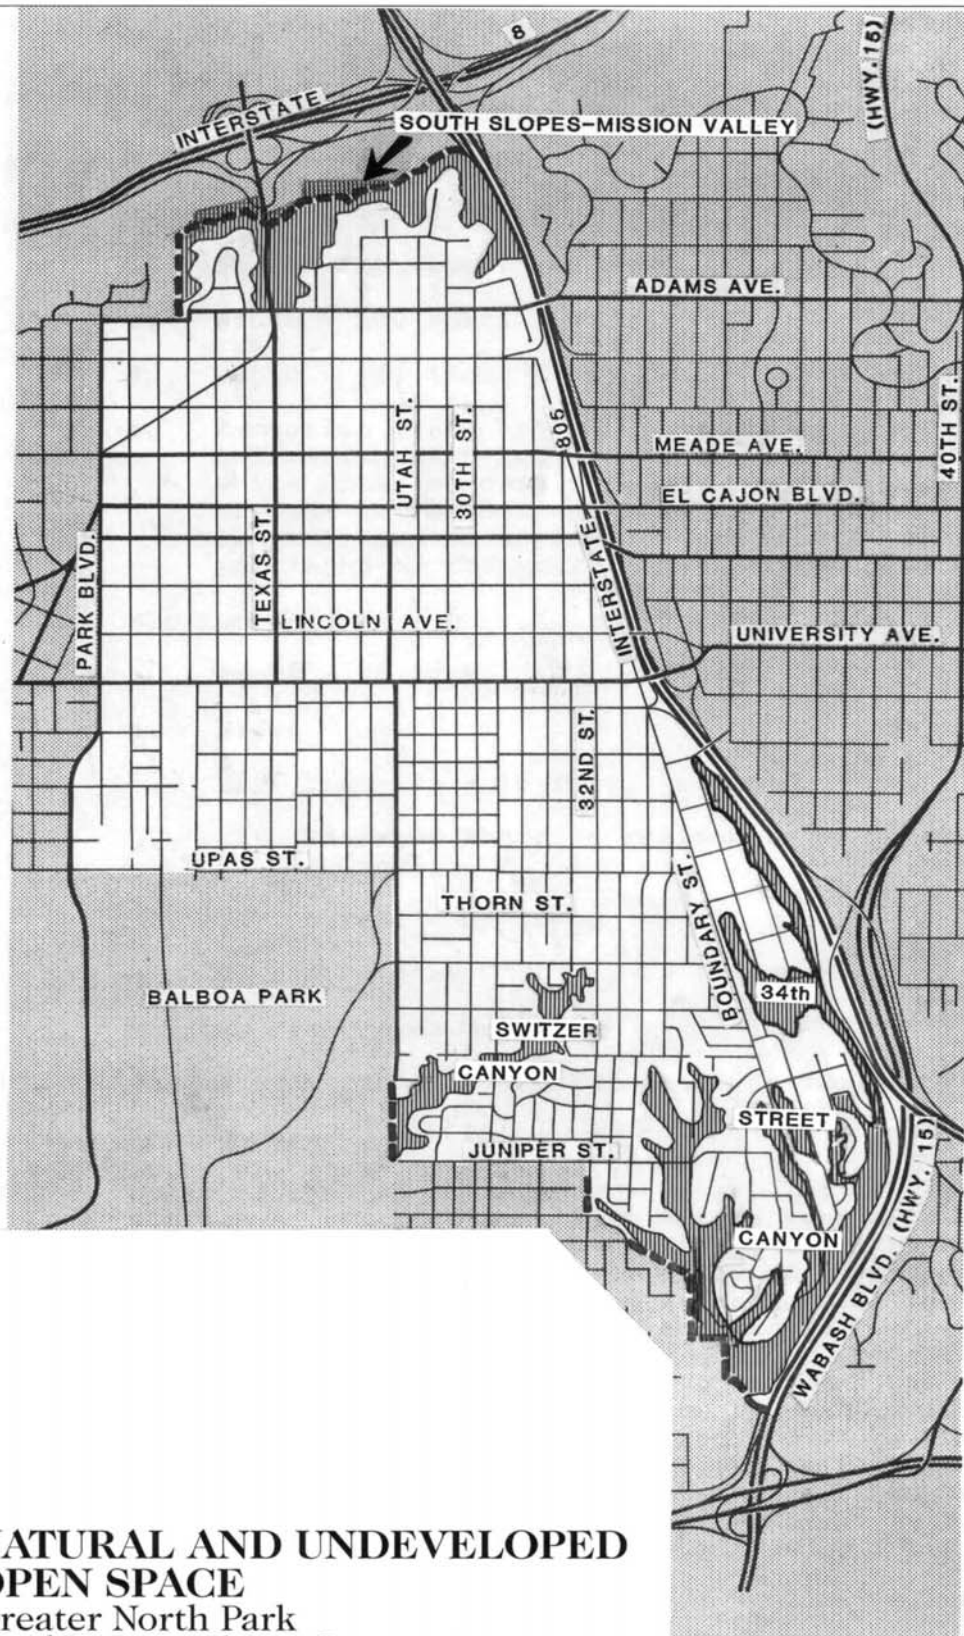 8
(HWY. 15)
INTERSTATE
SOUTH SLOPES-MISSION VALLEY
ADAMS AVE.
40TH ST.
UTAH ST.
30TH ST.
805
MEADE AVE.
EL CAJON BLVD.
PARK BLVD.
TEXAS ST.
INTERSTATE
LINCOLN AVE.
UNIVERSITY AVE.
32ND ST.
UPAS ST.
BOUNDARY ST.
THORN ST.
BALBOA PARK
34th
SWITZER
CANYON
STREET
JUNIPER ST.
CANYON
WABASH BLVD. (HWY. 15)
NATURAL AND UNDEVELOPED
OPEN SPACE
reater North Park